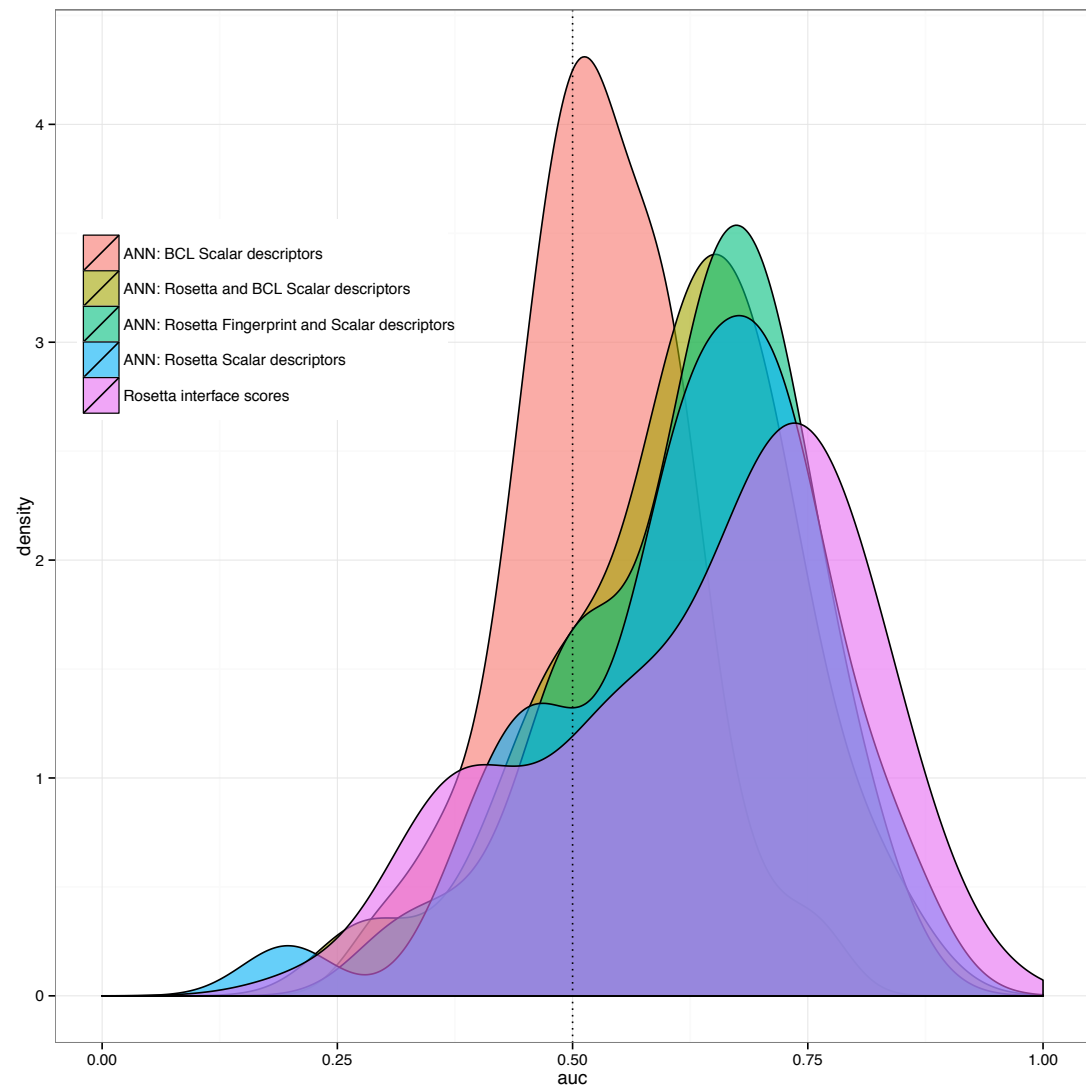 4
ANN: BCL Scalar descriptors
ANN: Rosetta and BCL Scalar descriptors
ANN: Rosetta Fingerprint and Scalar descriptors
3
ANN: Rosetta Scalar descriptors
Rosetta interface scores
density
2
1
0
0.00 0.25 0.50 0.75 1.00
auc